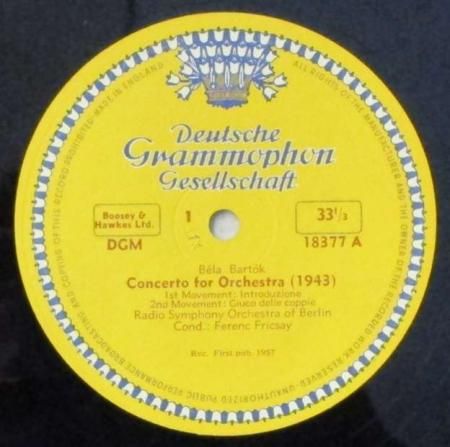 ALL RIGHTS OF THE MANUFACTURER AND THE OWNER OF THE RECORDED WORK RESERVED-UNAUTHORIZED PUBLIC PERFORMANCE BROADCASTING AND COPYING OF THIS RECORD PROHIBITED-MADE IN ENGLAND
Deutsche
Grammophon
Gesellschaft
Boosey &
Hawkes Ltd.
1
33 1/3
DGM
18377 A
Béla Bartók
Concerto for Orchestra (1943)
1st Movement: Introduzione
2nd Movement: Giuco delle coppie
Radio Symphony Orchestra of Berlin
Cond.: Ferenc Fricsay
Rec. First pub. 1957